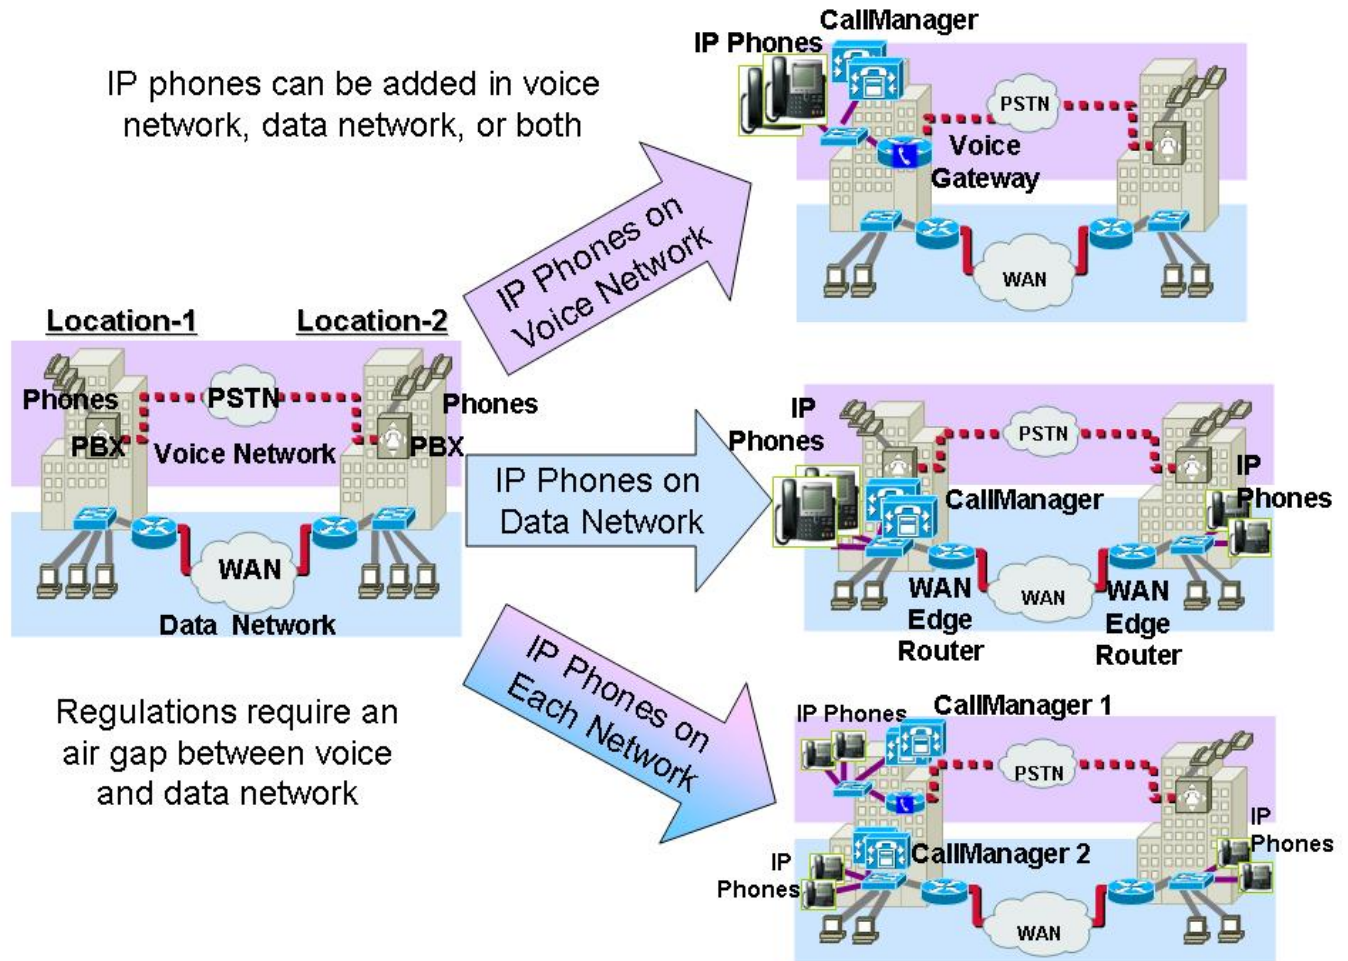 IP phones can be added in voice
network, data network, or both
Location-1
Location-2
Phones
PSTN
Phones
PBX
Voice Network
PBX
WAN
Data  Network
Regulations require an
air gap between voice
and data network
IP Phones on
Voice Network
IP Phones on
Data Network
IP Phones on
Each Network
CallManager
IP Phones
PSTN
Voice
Gateway
WAN
IP
Phones
PSTN
IP
Phones
CallManager
WAN
WAN
Edge
Router
WAN
Edge
Router
CallManager 1
IP Phones
PSTN
IP
Phones
CallManager 2
IP
Phones
WAN